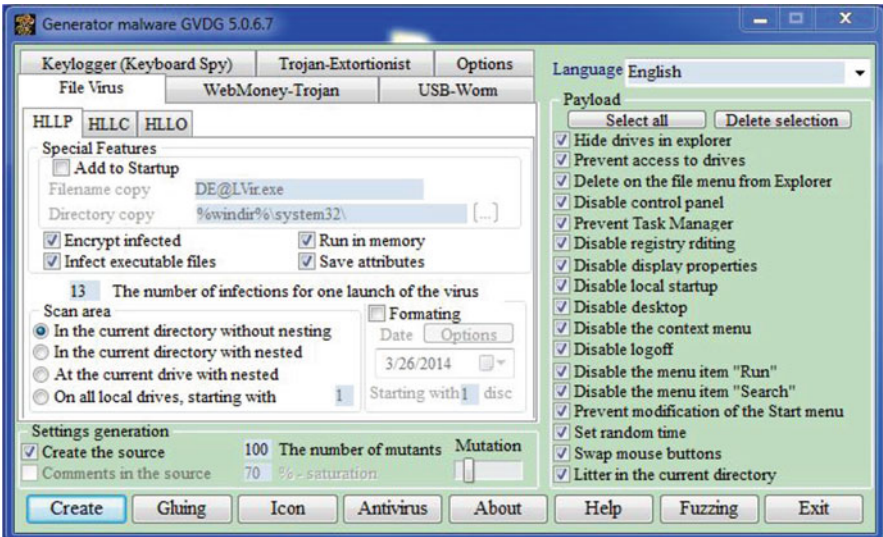 Generator malware GVDG 5.0.6.7
Keylogger (Keyboard Spy) Trojan-Extortionist Options
File Virus WebMoney-Trojan USB-Worm
HLLP HLLC HLLO
Special Features
Add to Startup
Filename copy DE@LVir.exe
Directory copy %windir%\system32\ [...]
Encrypt infected Run in memory
Infect executable files Save attributes
13 The number of infections for one launch of the virus
Scan area
In the current directory without nesting
In the current directory with nested
At the current drive with nested
On all local drives, starting with 1
Formating
Date Options
3/26/2014
Starting with 1 disc
Settings generation
Create the source 100 The number of mutants Mutation
Comments in the source 70 % - saturation
Language English
Payload
Select all Delete selection
Hide drives in explorer
Prevent access to drives
Delete on the file menu from Explorer
Disable control panel
Prevent Task Manager
Disable registry rditing
Disable display properties
Disable local startup
Disable desktop
Disable the context menu
Disable logoff
Disable the menu item "Run"
Disable the menu item "Search"
Prevent modification of the Start menu
Set random time
Swap mouse buttons
Litter in the current directory
Create Gluing Icon Antivirus About Help Fuzzing Exit